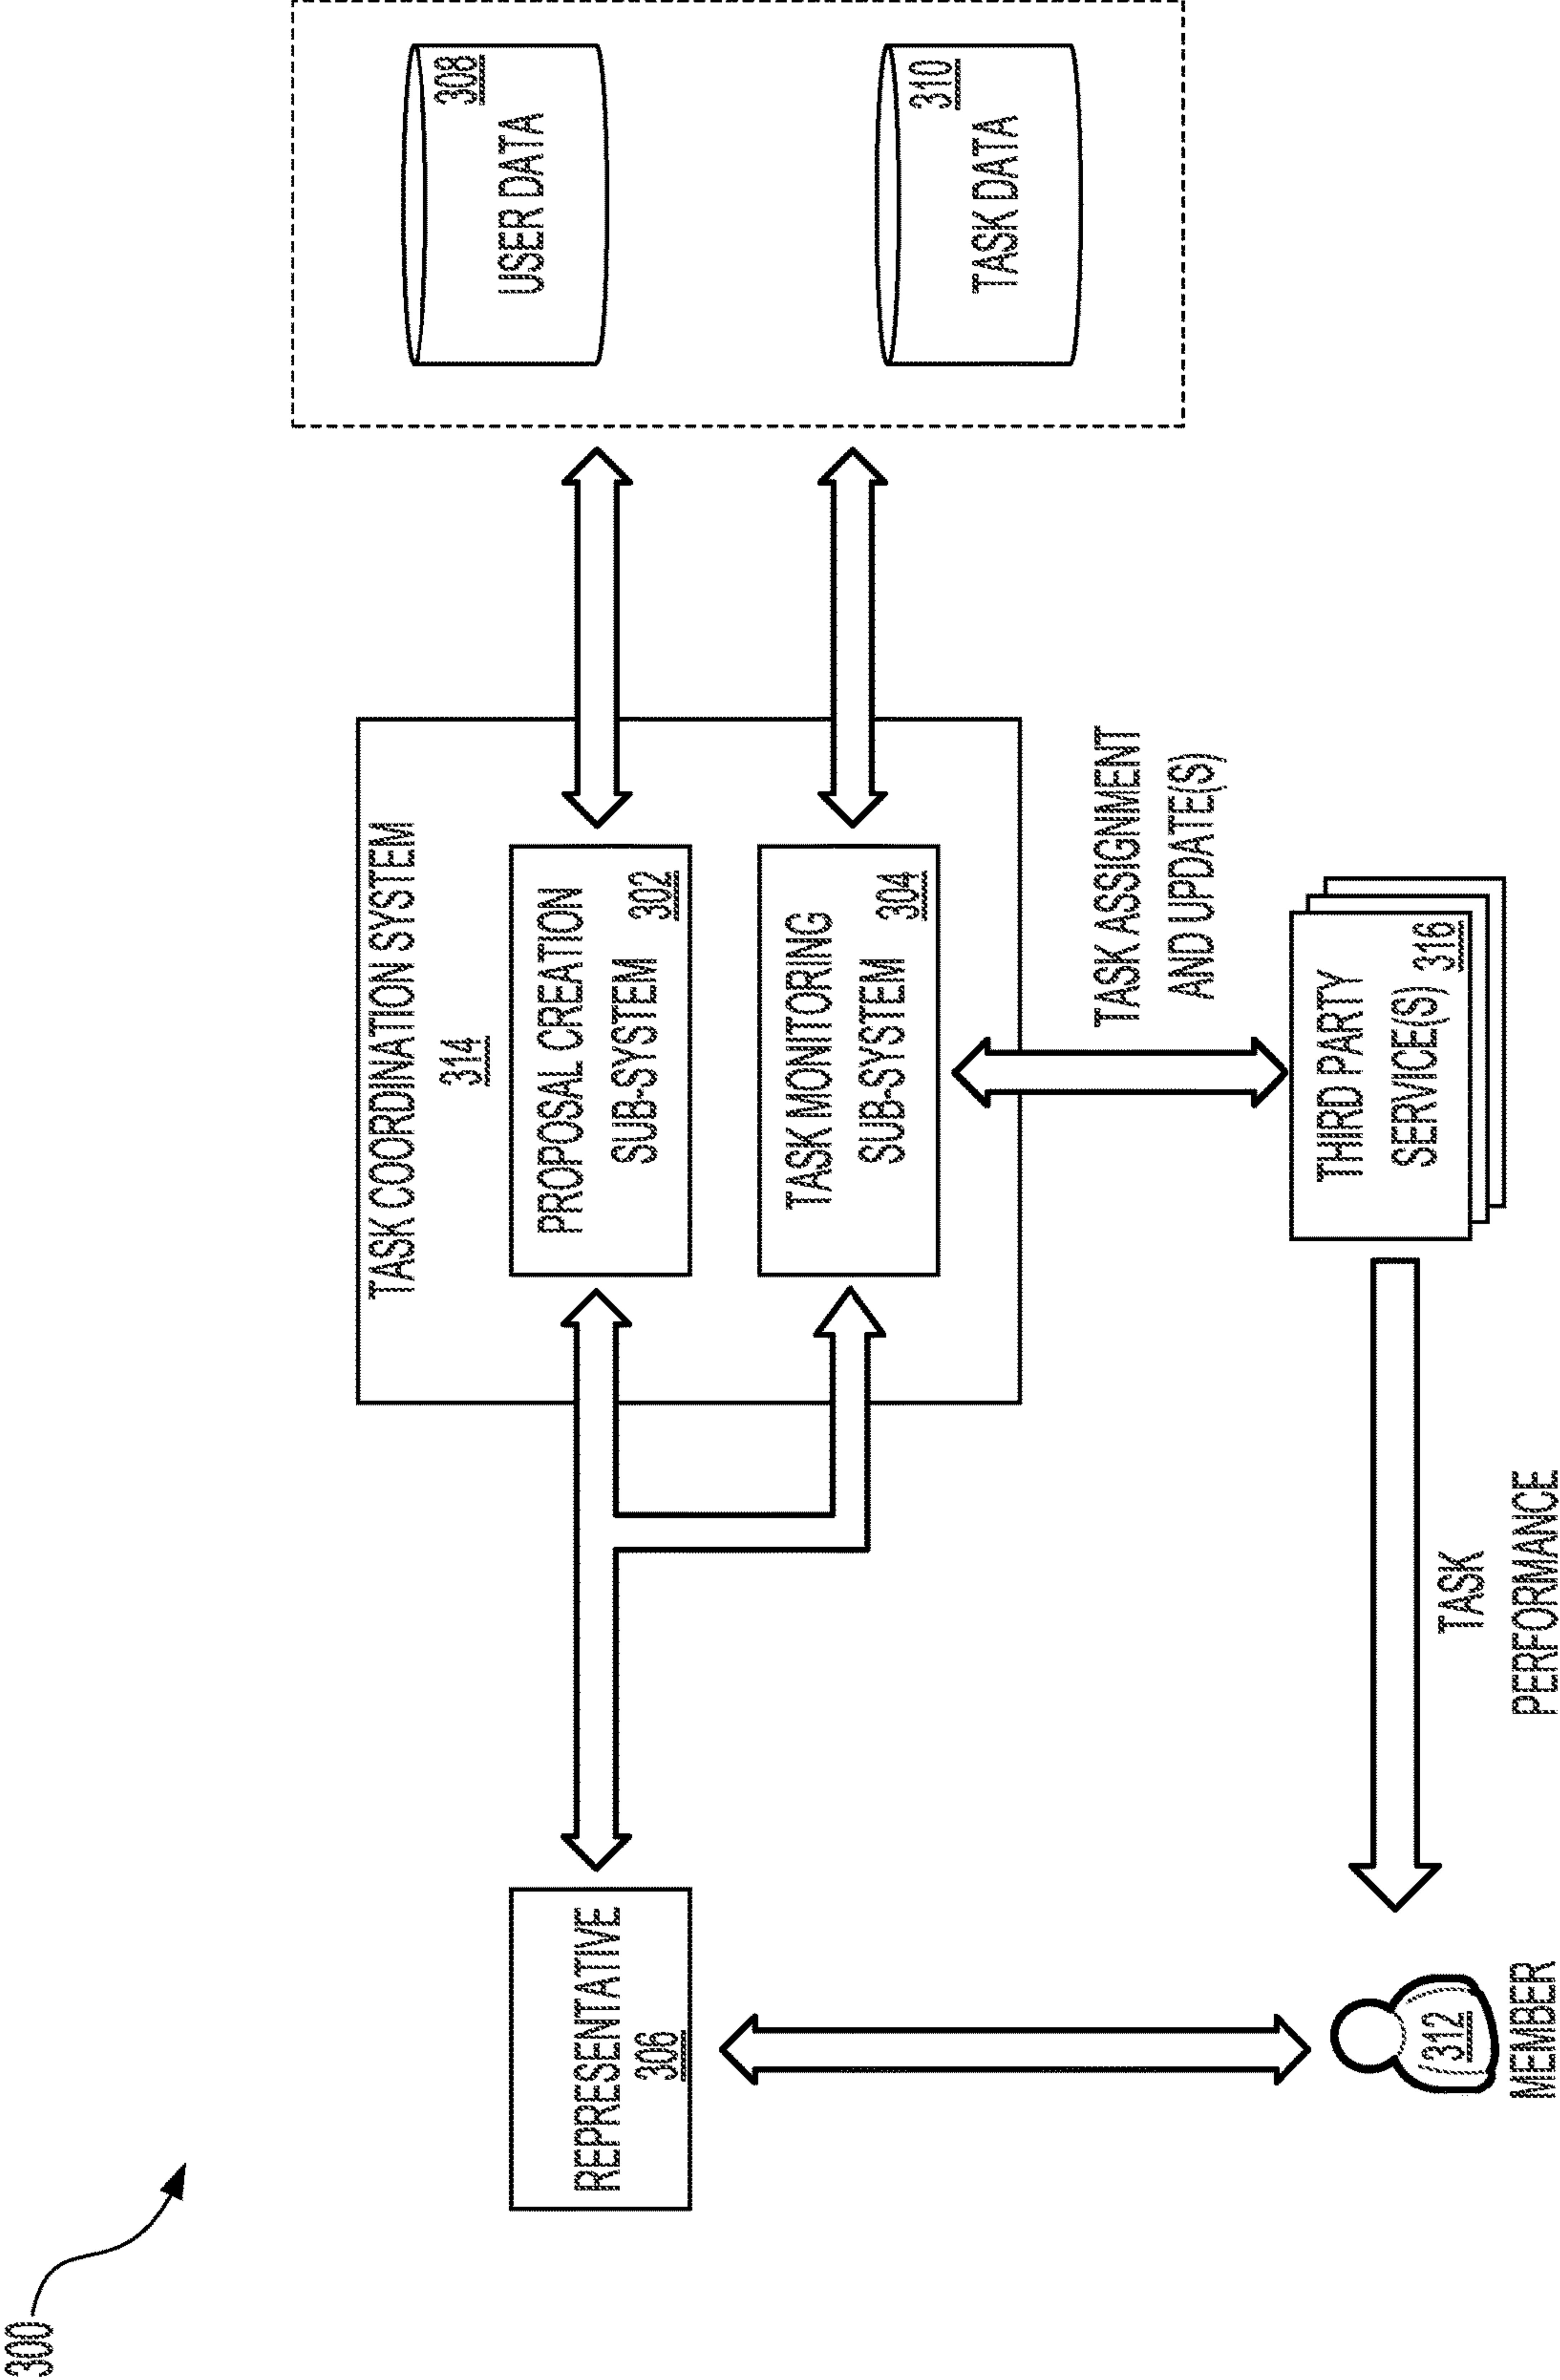 300
TASK COORDINATION SYSTEM
314
REPRESENTATIVE
306
PROPOSAL CREATION
SUB-SYSTEM
302
TASK MONITORING
SUB-SYSTEM
304
308
USER DATA
310
TASK DATA
TASK ASSIGNMENT
AND UPDATE(S)
THIRD PARTY
SERVICE(S) 316
TASK
PERFORMANCE
312
MEMBER